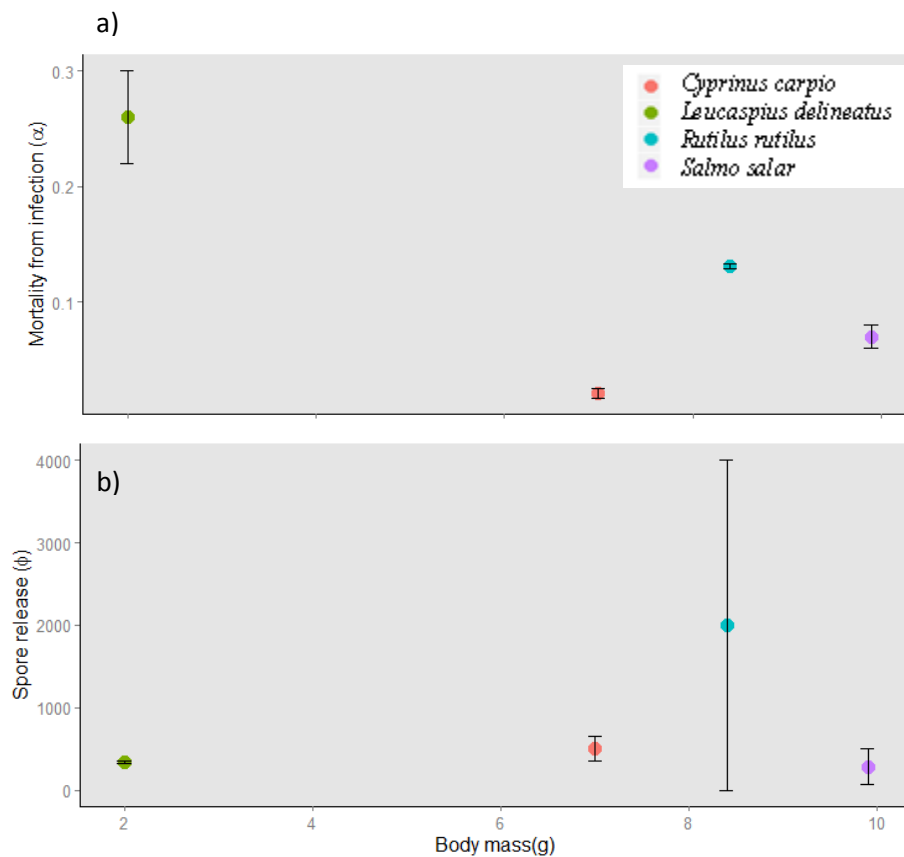 a)
Mortality from infection (α)
0.3
0.2
0.1
Cyprinus carpio
Leucaspius delineatus
Rutilus rutilus
Salmo salar
b)
Spore release (ϕ)
4000
3000
2000
1000
0
2 4 6 8 10
Body mass(g)